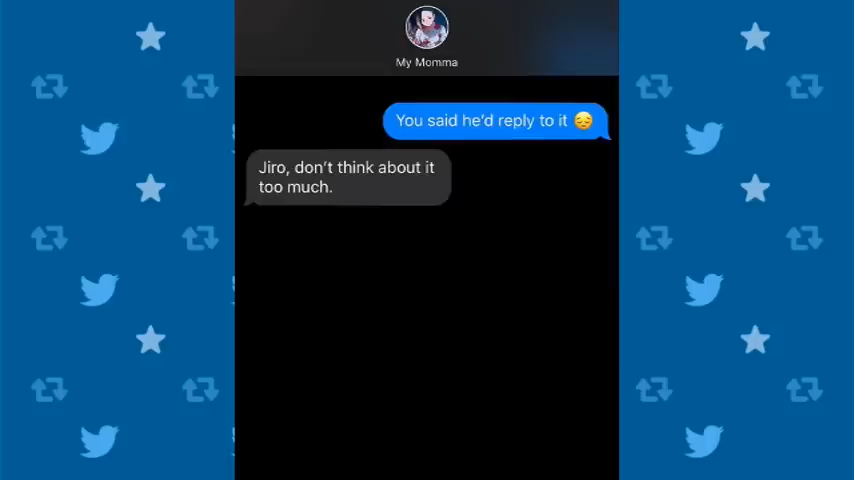 My Momma
You said he’d reply to it 😔
Jiro, don’t think about it
too much.